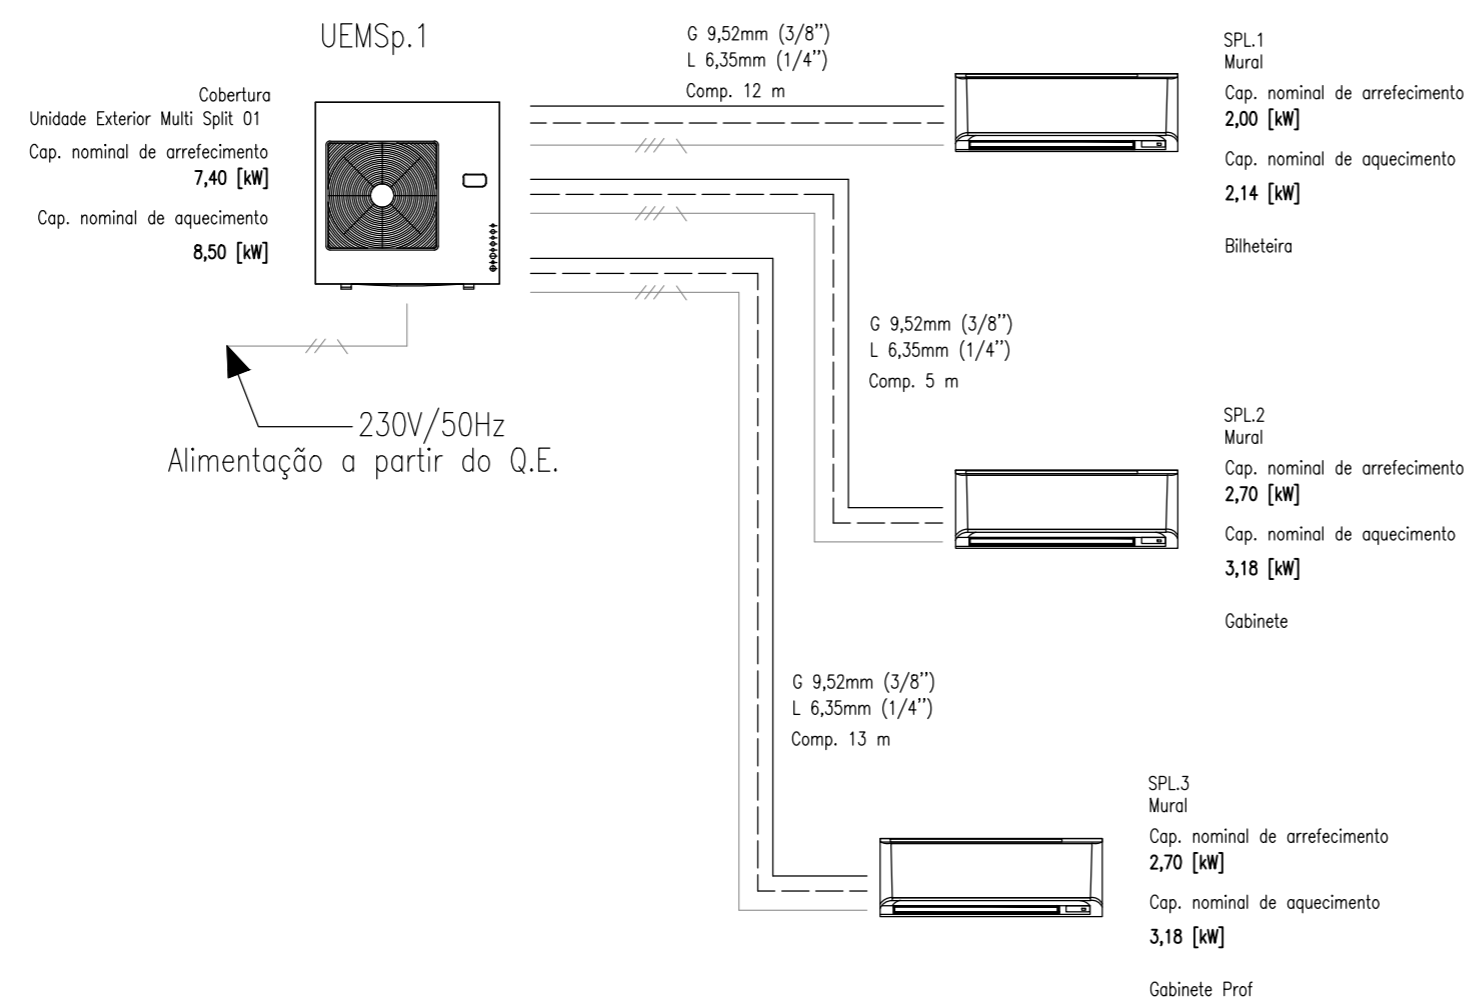 UEMSp.1
Cobertura
Unidade Exterior Multi Split 01
Cap. nominal de arrefecimento
7,40 [kW]
Cap. nominal de aquecimento
8,50 [kW]
230V/50Hz
Alimentação a partir do Q.E.
G 9,52mm (3/8'')
L 6,35mm (1/4'')
Comp. 12 m
SPL.1
Mural
Cap. nominal de arrefecimento
2,00 [kW]
Cap. nominal de aquecimento
2,14 [kW]
Bilheteira
G 9,52mm (3/8'')
L 6,35mm (1/4'')
Comp. 5 m
SPL.2
Mural
Cap. nominal de arrefecimento
2,70 [kW]
Cap. nominal de aquecimento
3,18 [kW]
Gabinete
G 9,52mm (3/8'')
L 6,35mm (1/4'')
Comp. 13 m
SPL.3
Mural
Cap. nominal de arrefecimento
2,70 [kW]
Cap. nominal de aquecimento
3,18 [kW]
Gabinete Prof